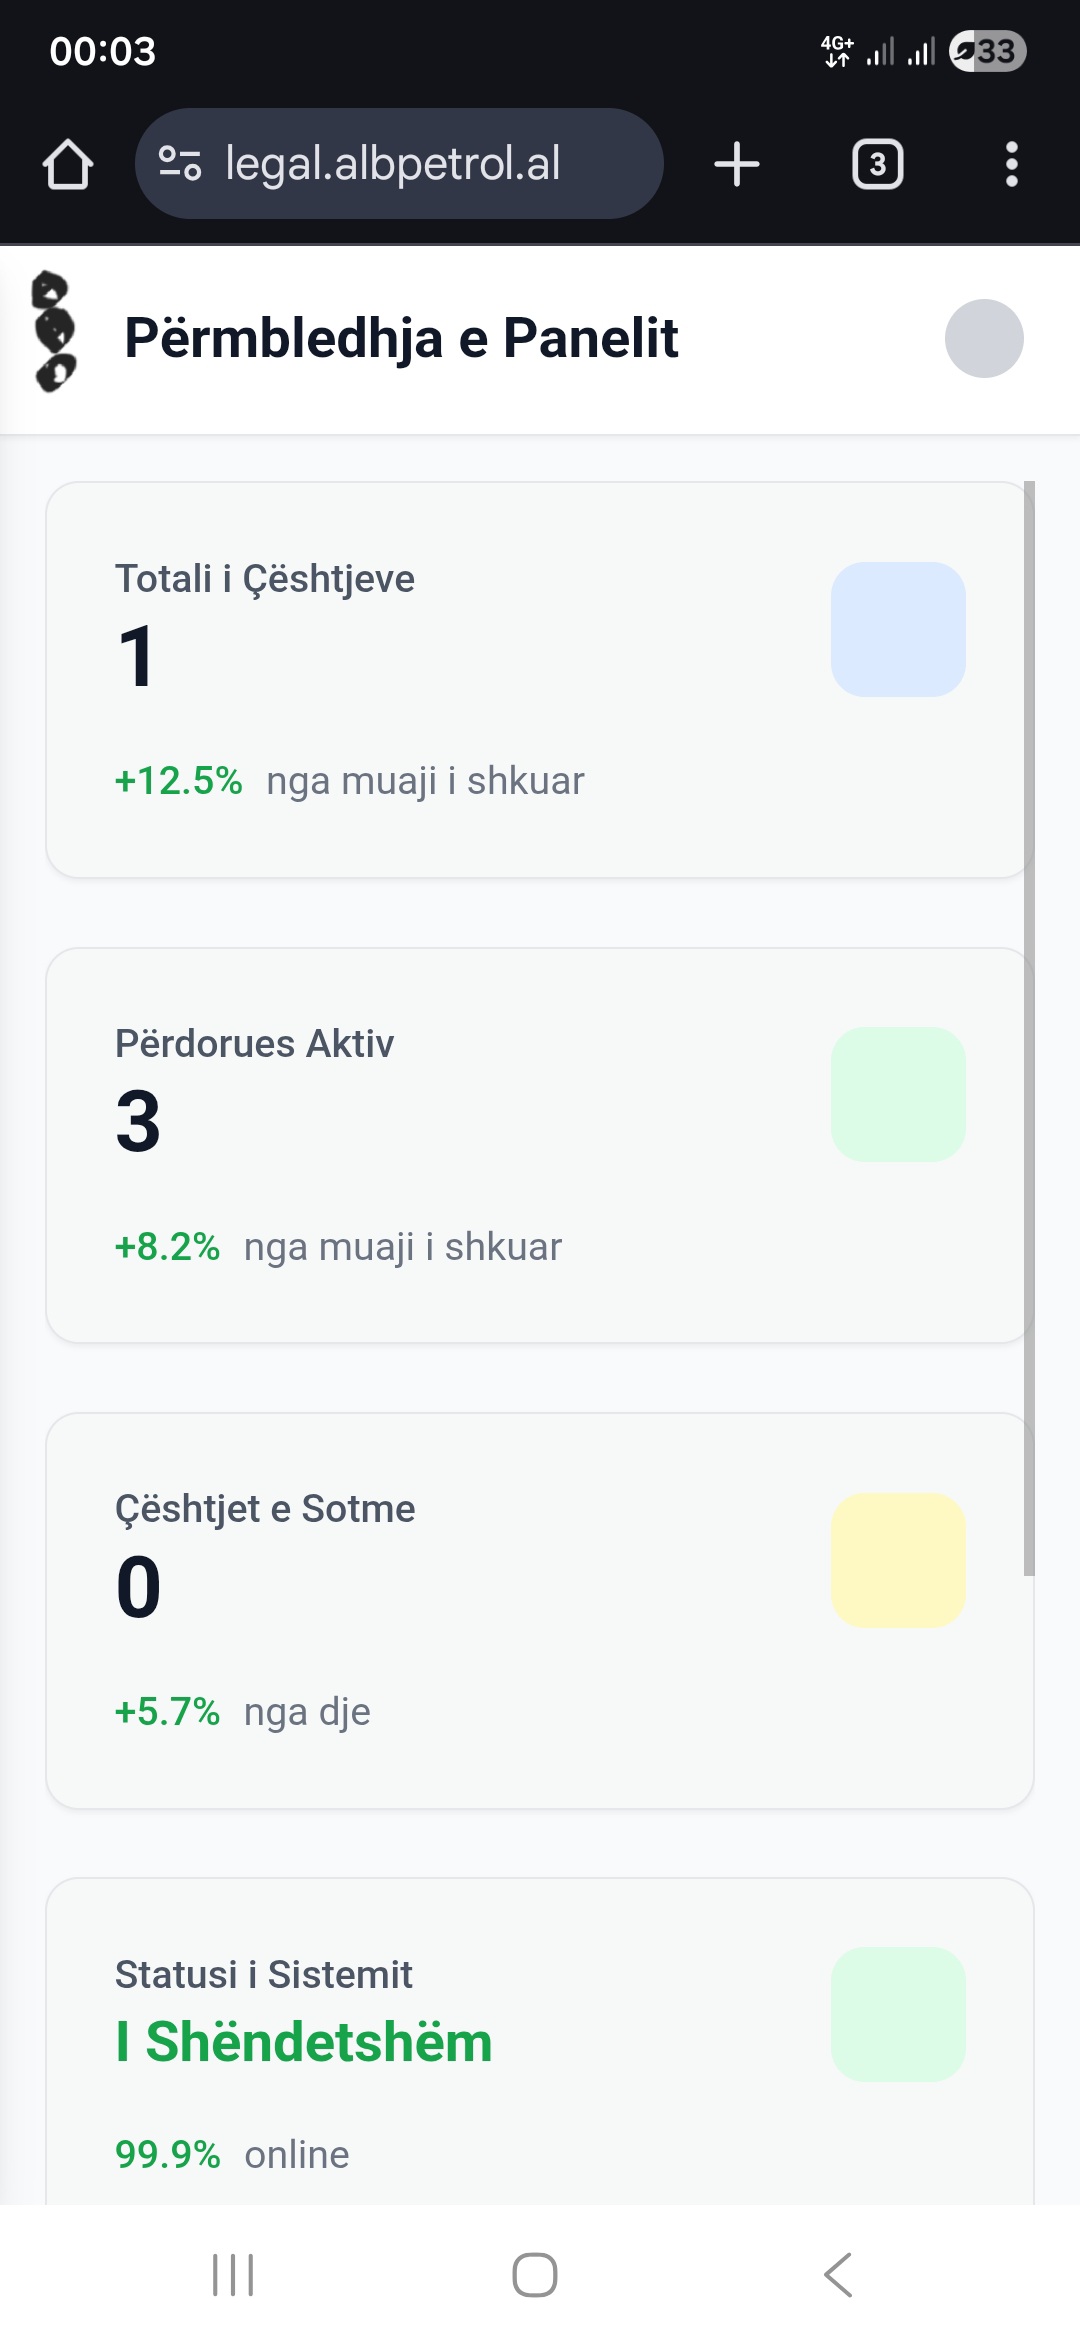 00:03
4G+
33
legal.albpetrol.al
3
Përmbledhja e Panelit
Totali i Çështjeve
1
+12.5% nga muaji i shkuar
Përdorues Aktiv
3
+8.2% nga muaji i shkuar
Çështjet e Sotme
0
+5.7% nga dje
Statusi i Sistemit
I Shëndetshëm
99.9% online